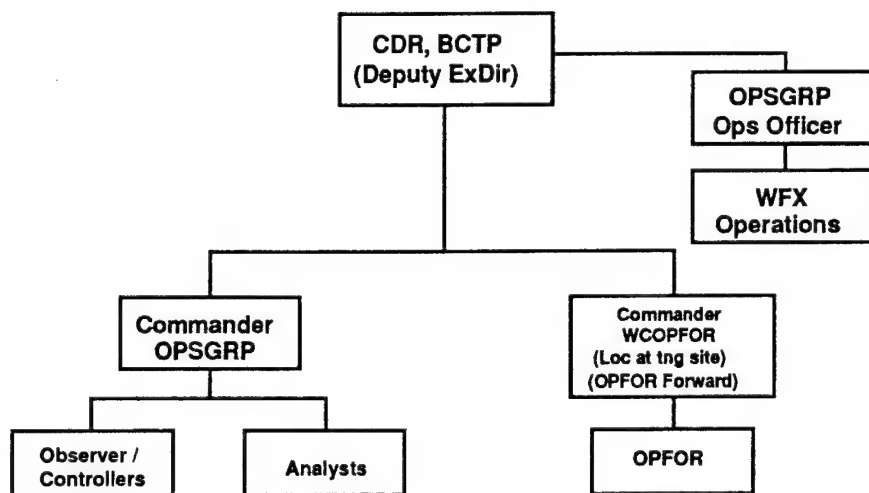 CDR, BCTP
(Deputy ExDir)
OPSGRP
Ops Officer
WFX
Operations
Commander
OPSGRP
Commander
WCOPFOR
(Loc at tng site)
(OPFOR Forward)
Observer /
Controllers
Analysts
OPFOR